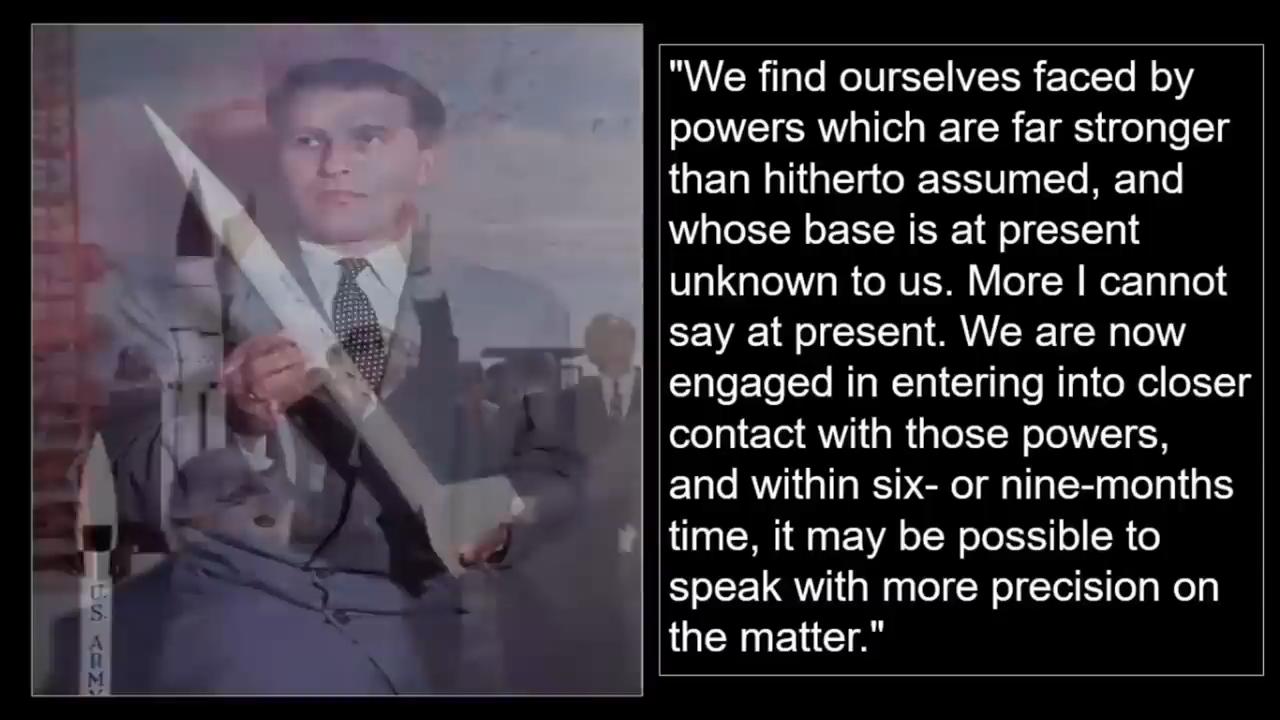 "We find ourselves faced by
powers which are far stronger
than hitherto assumed, and
whose base is at present
unknown to us. More I cannot
say at present. We are now
engaged in entering into closer
contact with those powers,
and within six- or nine-months
time, it may be possible to
speak with more precision on
the matter."
U.S. ARMY